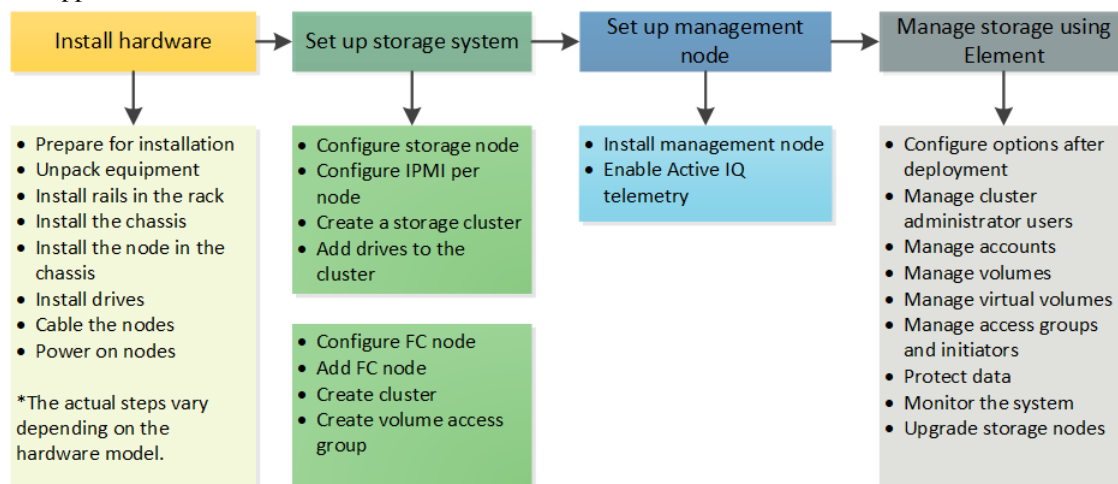 Install hardware
Set up storage system
Set up management
node
Manage storage using
Element
• Prepare for installation
• Unpack equipment
• Install rails in the rack
• Install the chassis
• Install the node in the
chassis
• Install drives
• Cable the nodes
• Power on nodes
*The actual steps vary
depending on the
hardware model.
• Configure storage node
• Configure IPMI per
node
• Create a storage cluster
• Add drives to the
cluster
• Configure FC node
• Add FC node
• Create cluster
• Create volume access
group
• Install management node
• Enable Active IQ
telemetry
• Configure options after
deployment
• Manage cluster
administrator users
• Manage accounts
• Manage volumes
• Manage virtual volumes
• Manage access groups
and initiators
• Protect data
• Monitor the system
• Upgrade storage nodes